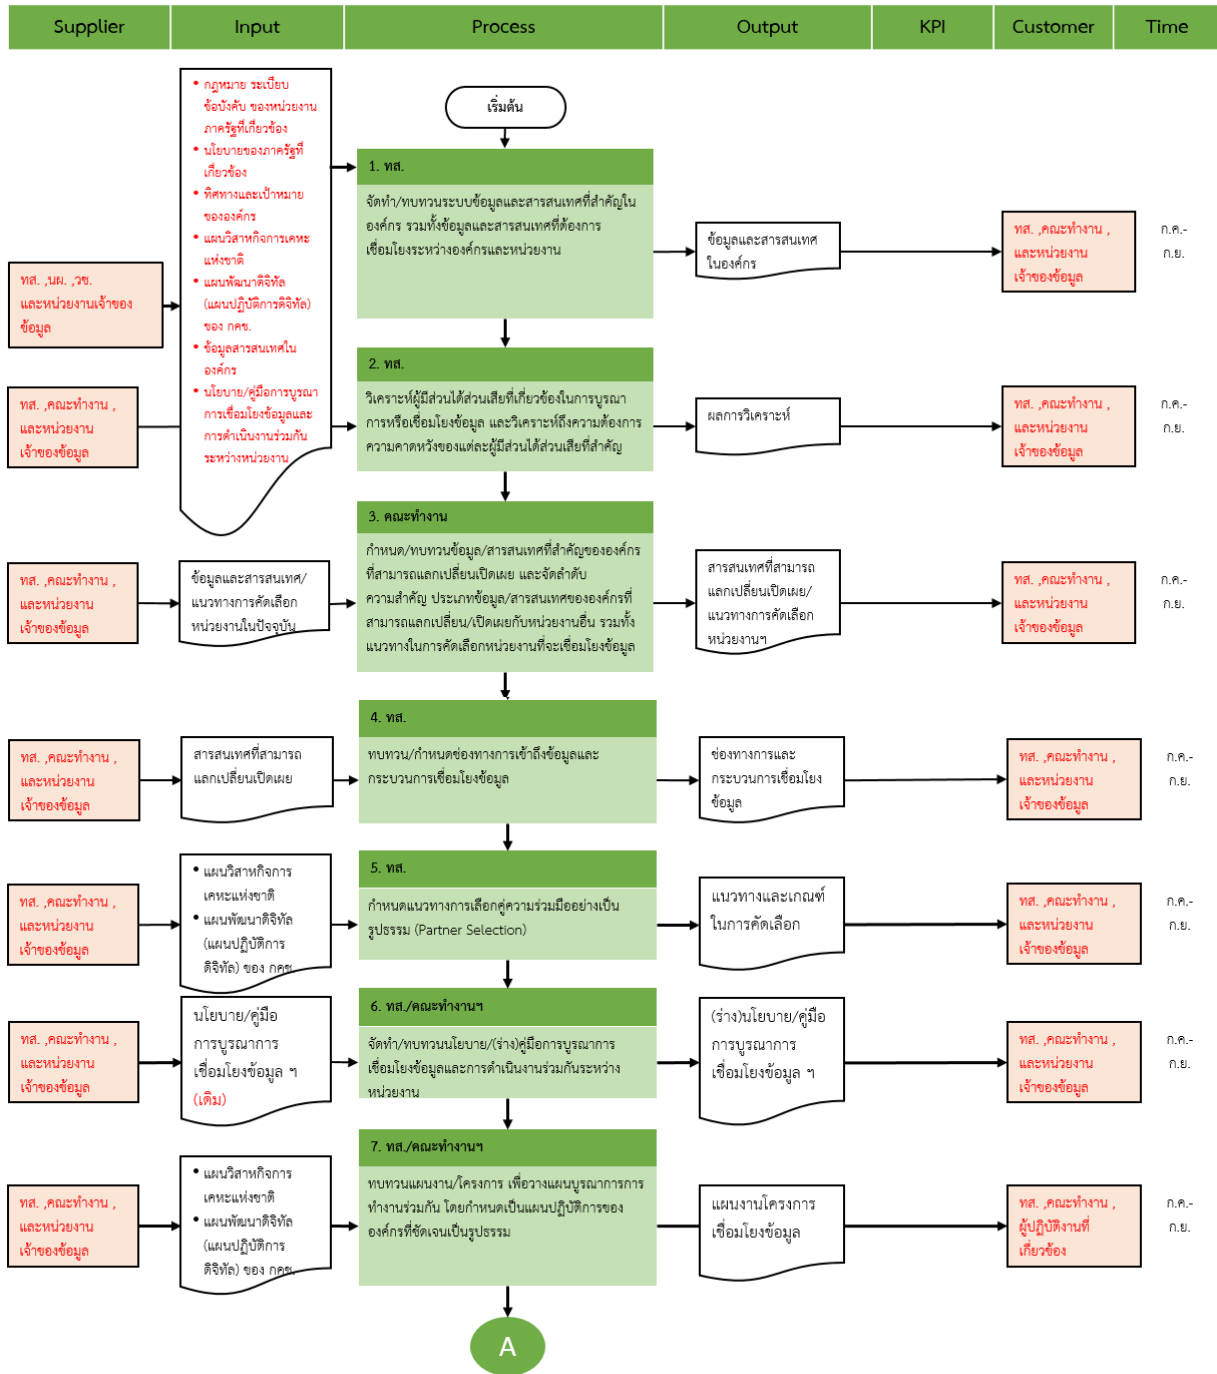 Supplier
Input
Process
Output
KPI
Customer
Time
เริ่มต้น
• กฎหมาย ระเบียบ
ข้อบังคับ ของหน่วยงาน
ภาครัฐที่เกี่ยวข้อง
• นโยบายของภาครัฐที่
เกี่ยวข้อง
• ทิศทางและเป้าหมาย
ขององค์กร
• แผนวิสาหกิจการเคหะ
แห่งชาติ
• แผนพัฒนาดิจิทัล
(แผนปฏิบัติการดิจิทัล)
ของ กคช.
• ข้อมูลสารสนเทศใน
องค์กร
• นโยบาย/คู่มือการบูรณา
การเชื่อมโยงข้อมูลและ
การดำเนินงานร่วมกัน
ระหว่างหน่วยงาน
ทส. ,นผ. ,วช.
และหน่วยงานเจ้าของ
ข้อมูล
1. ทส.
จัดทำ/ทบทวนระบบข้อมูลและสารสนเทศที่สำคัญใน
องค์กร รวมทั้งข้อมูลและสารสนเทศที่ต้องการ
เชื่อมโยงระหว่างองค์กรและหน่วยงาน
ข้อมูลและสารสนเทศ
ในองค์กร
ทส. ,คณะทำงาน ,
และหน่วยงาน
เจ้าของข้อมูล
ก.ค.-
ก.ย.
ทส. ,คณะทำงาน ,
และหน่วยงาน
เจ้าของข้อมูล
2. ทส.
วิเคราะห์ผู้มีส่วนได้ส่วนเสียที่เกี่ยวข้องในการบูรณา
การหรือเชื่อมโยงข้อมูล และวิเคราะห์ถึงความต้องการ
ความคาดหวังของแต่ละผู้มีส่วนได้ส่วนเสียที่สำคัญ
ผลการวิเคราะห์
ทส. ,คณะทำงาน ,
และหน่วยงาน
เจ้าของข้อมูล
ก.ค.-
ก.ย.
ทส. ,คณะทำงาน ,
และหน่วยงาน
เจ้าของข้อมูล
ข้อมูลและสารสนเทศ/
แนวทางการคัดเลือก
หน่วยงานในปัจจุบัน
3. คณะทำงาน
กำหนด/ทบทวนข้อมูล/สารสนเทศที่สำคัญขององค์กร
ที่สามารถแลกเปลี่ยนเปิดเผย และจัดลำดับ
ความสำคัญ ประเภทข้อมูล/สารสนเทศขององค์กรที่
สามารถแลกเปลี่ยน/เปิดเผยกับหน่วยงานอื่น รวมทั้ง
แนวทางในการคัดเลือกหน่วยงานที่จะเชื่อมโยงข้อมูล
สารสนเทศที่สามารถ
แลกเปลี่ยนเปิดเผย/
แนวทางการคัดเลือก
หน่วยงานฯ
ทส. ,คณะทำงาน ,
และหน่วยงาน
เจ้าของข้อมูล
ก.ค.-
ก.ย.
ทส. ,คณะทำงาน ,
และหน่วยงาน
เจ้าของข้อมูล
สารสนเทศที่สามารถ
แลกเปลี่ยนเปิดเผย
4. ทส.
ทบทวน/กำหนดช่องทางการเข้าถึงข้อมูลและ
กระบวนการเชื่อมโยงข้อมูล
ช่องทางการและ
กระบวนการเชื่อมโยง
ข้อมูล
ทส. ,คณะทำงาน ,
และหน่วยงาน
เจ้าของข้อมูล
ก.ค.-
ก.ย.
ทส. ,คณะทำงาน ,
และหน่วยงาน
เจ้าของข้อมูล
• แผนวิสาหกิจการ
เคหะแห่งชาติ
• แผนพัฒนาดิจิทัล
(แผนปฏิบัติการ
ดิจิทัล) ของ กคช.
5. ทส.
กำหนดแนวทางการเลือกคู่ความร่วมมืออย่างเป็น
รูปธรรม (Partner Selection)
แนวทางและเกณฑ์
ในการคัดเลือก
ทส. ,คณะทำงาน ,
และหน่วยงาน
เจ้าของข้อมูล
ก.ค.-
ก.ย.
ทส. ,คณะทำงาน ,
และหน่วยงาน
เจ้าของข้อมูล
นโยบาย/คู่มือ
การบูรณาการ
เชื่อมโยงข้อมูล ฯ
(เดิม)
6. ทส./คณะทำงานฯ
จัดทำ/ทบทวนนโยบาย/(ร่าง)คู่มือการบูรณาการ
เชื่อมโยงข้อมูลและการดำเนินงานร่วมกันระหว่าง
หน่วยงาน
(ร่าง)นโยบาย/คู่มือ
การบูรณาการ
เชื่อมโยงข้อมูล ฯ
ทส. ,คณะทำงาน ,
และหน่วยงาน
เจ้าของข้อมูล
ก.ค.-
ก.ย.
ทส. ,คณะทำงาน ,
และหน่วยงาน
เจ้าของข้อมูล
• แผนวิสาหกิจการ
เคหะแห่งชาติ
• แผนพัฒนาดิจิทัล
(แผนปฏิบัติการ
ดิจิทัล) ของ กคช.
7. ทส./คณะทำงานฯ
ทบทวนแผนงาน/โครงการ เพื่อวางแผนบูรณาการการ
ทำงานร่วมกัน โดยกำหนดเป็นแผนปฏิบัติการของ
องค์กรที่ชัดเจนเป็นรูปธรรม
แผนงานโครงการ
เชื่อมโยงข้อมูล
ทส. ,คณะทำงาน ,
ผู้ปฏิบัติงานที่
เกี่ยวข้อง
ก.ค.-
ก.ย.
A